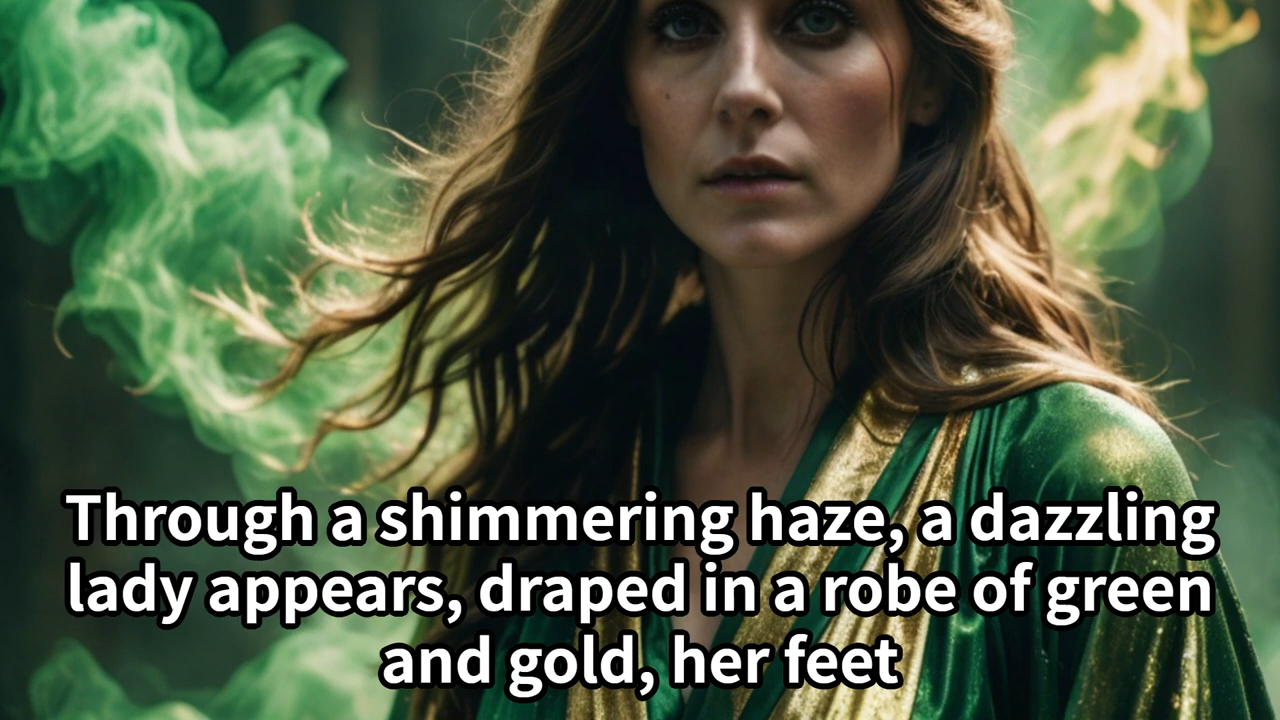 Through a shimmering haze, a dazzling
lady appears, draped in a robe of green
and gold, her feet